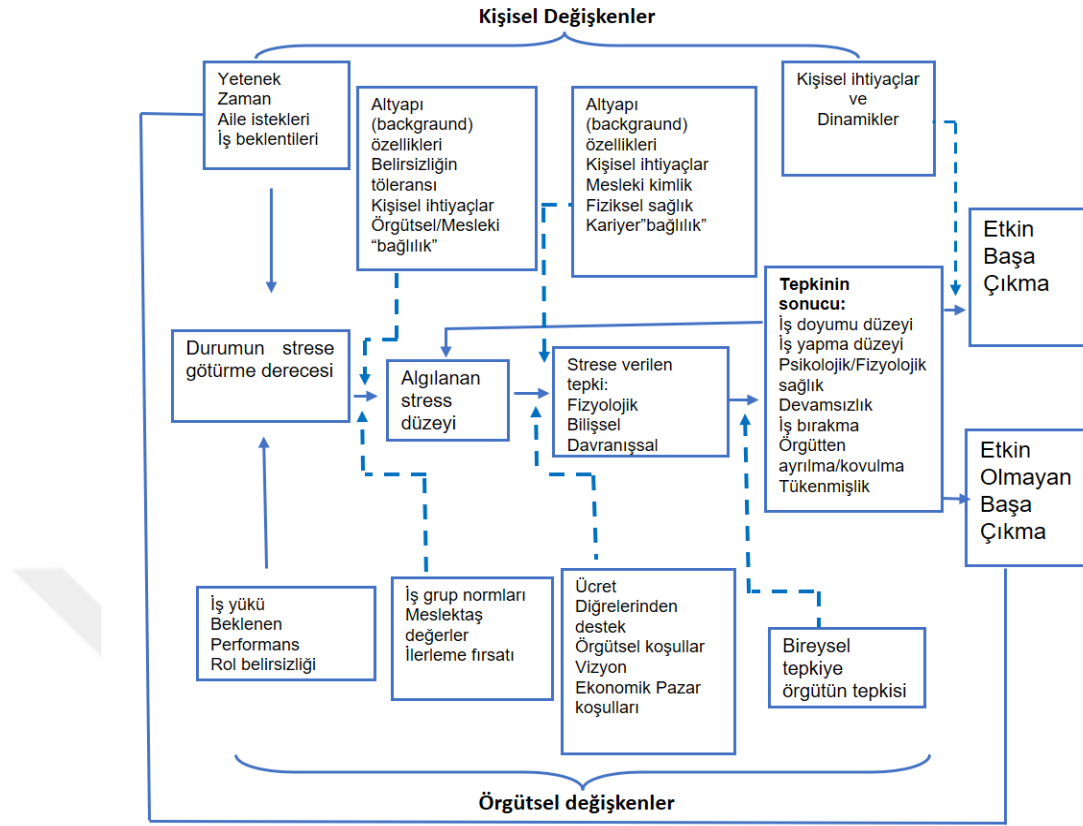 Kişisel Değişkenler
Yetenek
Zaman
Aile istekleri
İş beklentileri
Altyapı
(backgraund)
özellikleri
Belirsizliğin
töleransı
Kişisel ihtiyaçlar
Örgütsel/Mesleki
“bağlılık”
Altyapı
(backgraund)
özellikleri
Kişisel ihtiyaçlar
Mesleki kimlik
Fiziksel sağlık
Kariyer”bağlılık”
Kişisel ihtiyaçlar
ve
Dinamikler
Etkin
Başa
Çıkma
Durumun strese
götürme derecesi
Algılanan
stress
düzeyi
Strese verilen
tepki:
Fizyolojik
Bilişsel
Davranışsal
Tepkinin
sonucu:
İş doyumu düzeyi
İş yapma düzeyi
Psikolojik/Fizyolojik
sağlık
Devamsızlık
İş bırakma
Örgütten
ayrılma/kovulma
Tükenmişlik
Etkin
Olmayan
Başa
Çıkma
İş yükü
Beklenen
Performans
Rol belirsizliği
İş grup normları
Meslektaş
değerler
İlerleme fırsatı
Ücret
Diğrelerinden
destek
Örgütsel koşullar
Vizyon
Ekonomik Pazar
koşulları
Bireysel
tepkiye
örgütün tepkisi
Örgütsel değişkenler